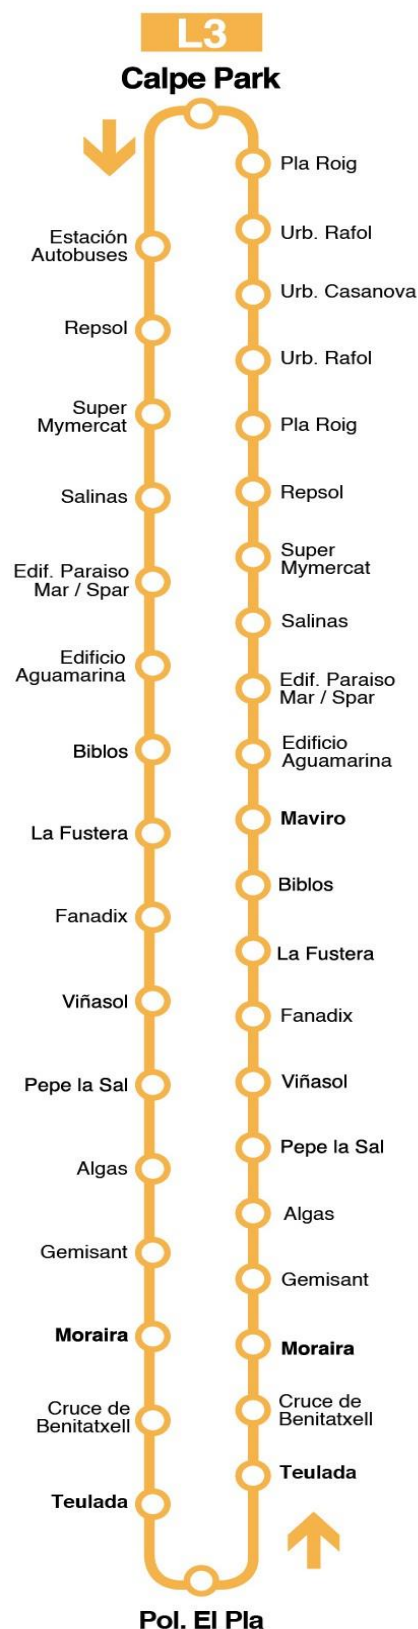 L3
Calpe Park
Estación
Autobuses
Repsol
Super
Mymercat
Salinas
Edif. Paraiso
Mar / Spar
Edificio
Aguamarina
Biblos
La Fustera
Fanadix
Viñasol
Pepe la Sal
Algas
Gemisant
Moraira
Cruce de
Benitatxell
Teulada
Pla Roig
Urb. Rafol
Urb. Casanova
Urb. Rafol
Pla Roig
Repsol
Super
Mymercat
Salinas
Edif. Paraiso
Mar / Spar
Edificio
Aguamarina
Maviro
Biblos
La Fustera
Fanadix
Viñasol
Pepe la Sal
Algas
Gemisant
Moraira
Cruce de
Benitatxell
Teulada
Pol. El Pla